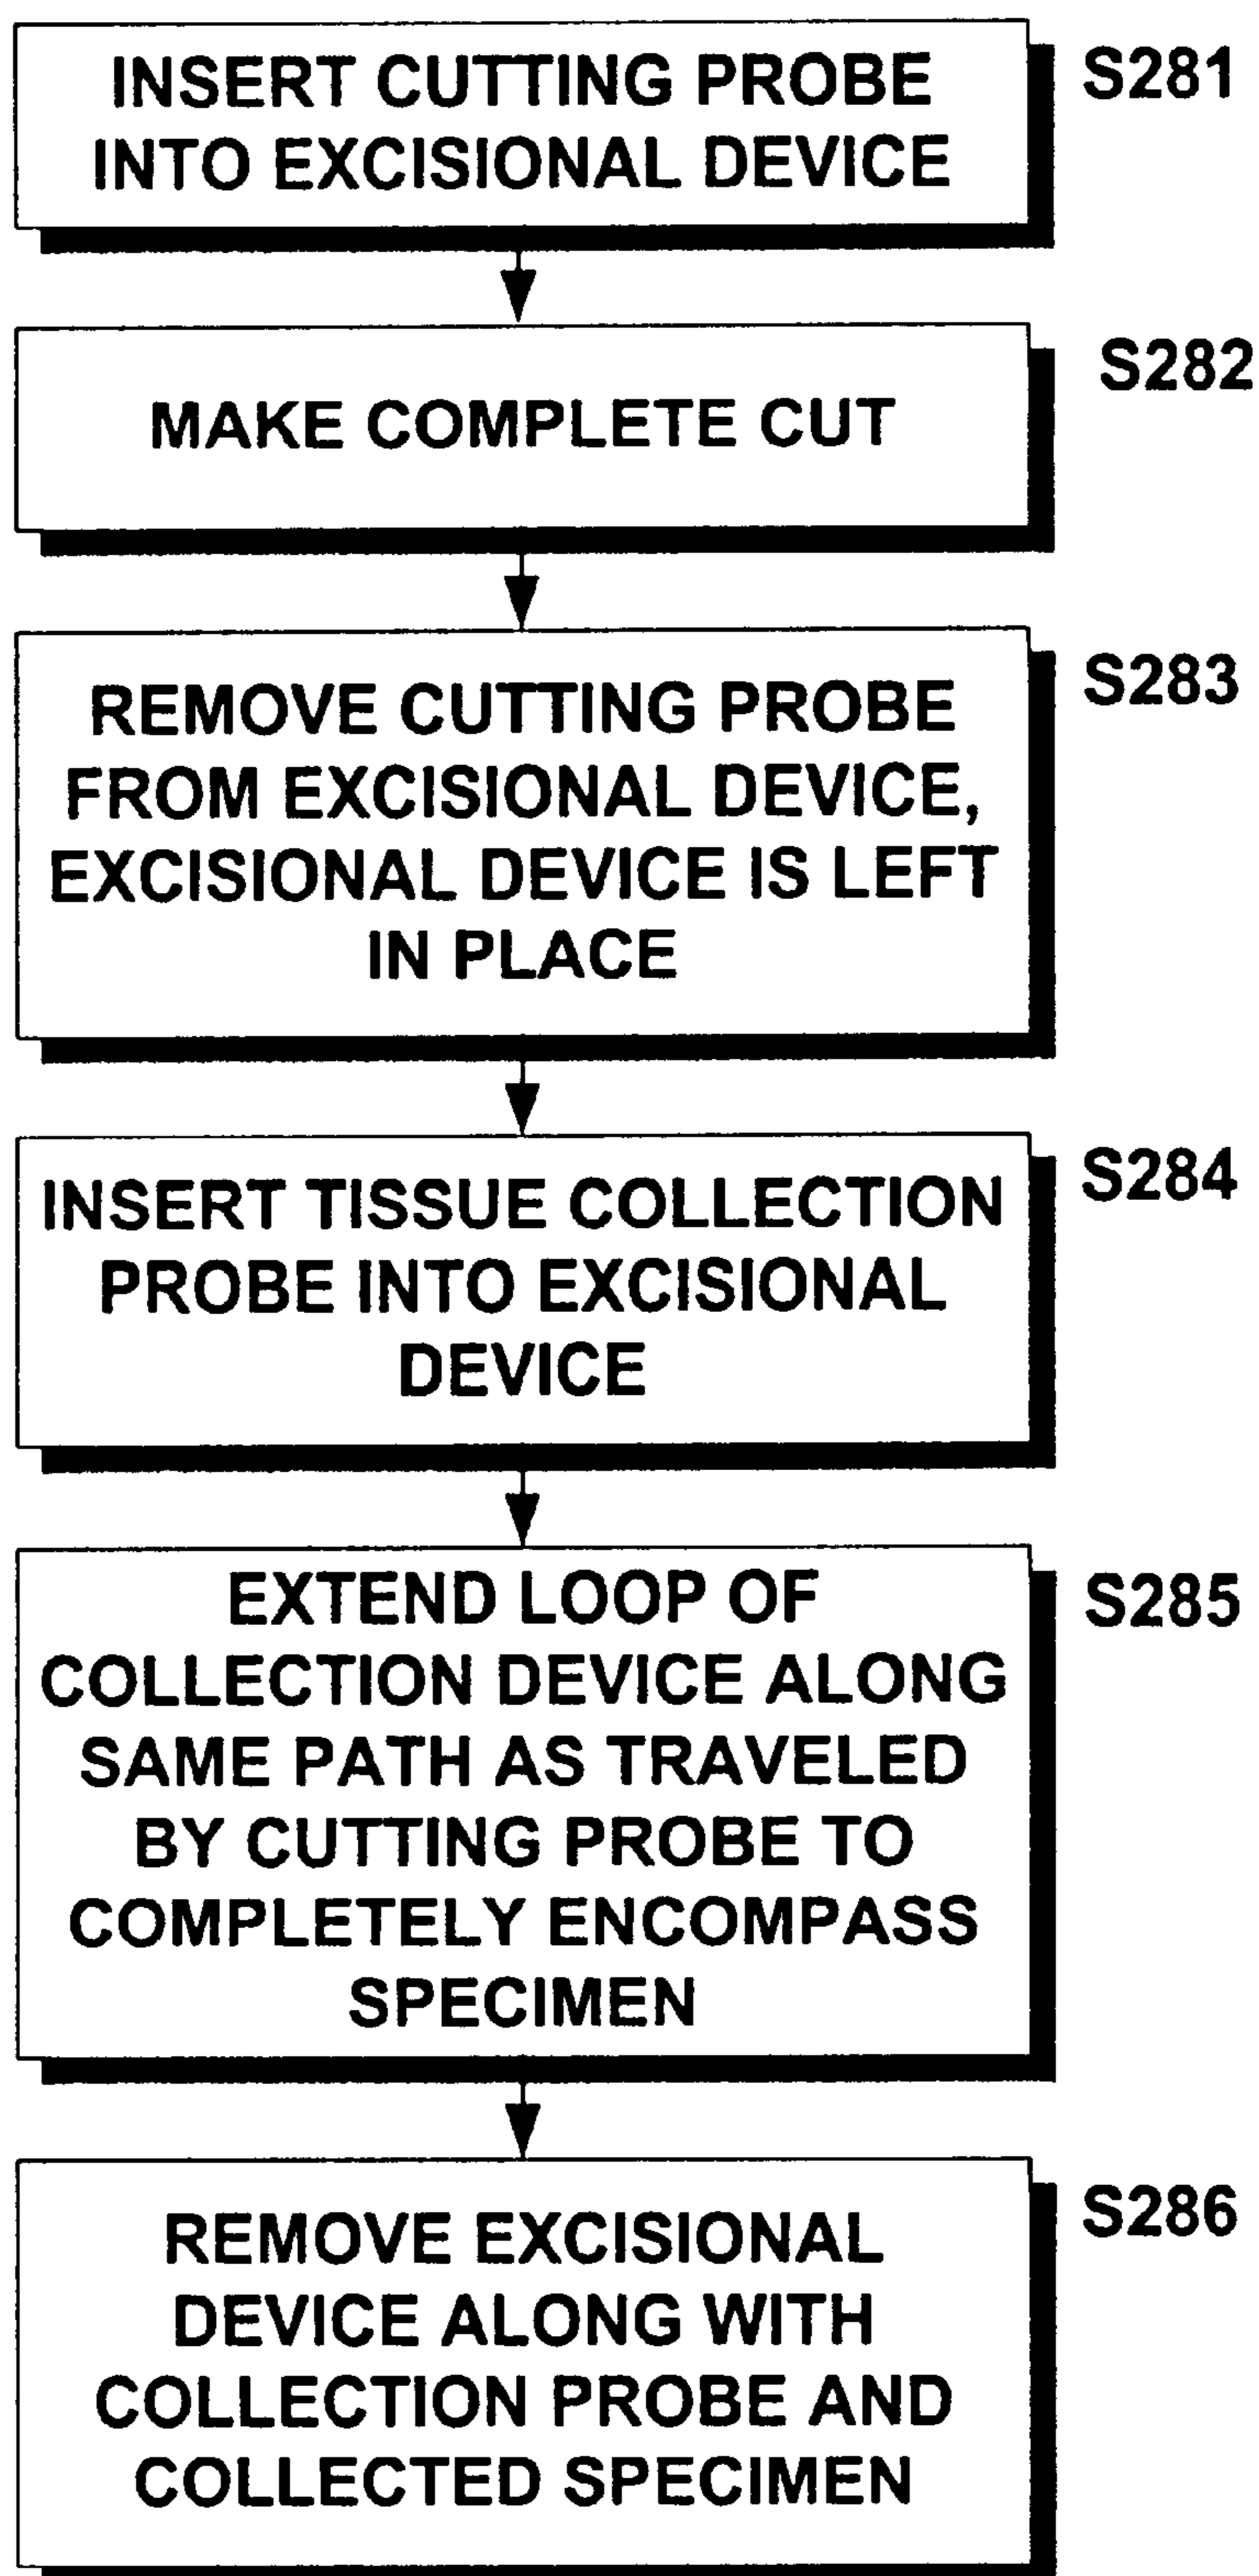 INSERT CUTTING PROBE
INTO EXCISIONAL DEVICE
S281
MAKE COMPLETE CUT
S282
REMOVE CUTTING PROBE
FROM EXCISIONAL DEVICE,
EXCISIONAL DEVICE IS LEFT
IN PLACE
S283
INSERT TISSUE COLLECTION
PROBE INTO EXCISIONAL
DEVICE
S284
EXTEND LOOP OF
COLLECTION DEVICE ALONG
SAME PATH AS TRAVELED
BY CUTTING PROBE TO
COMPLETELY ENCOMPASS
SPECIMEN
S285
REMOVE EXCISIONAL
DEVICE ALONG WITH
COLLECTION PROBE AND
COLLECTED SPECIMEN
S286